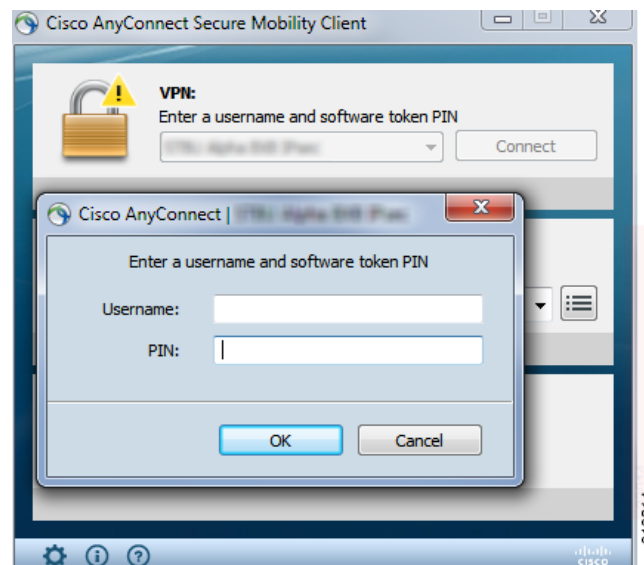 Cisco AnyConnect Secure Mobility Client
VPN:
Enter a username and software token PIN
Connect
Cisco AnyConnect |
Enter a username and software token PIN
Username:
PIN:
OK
Cancel
CISCO